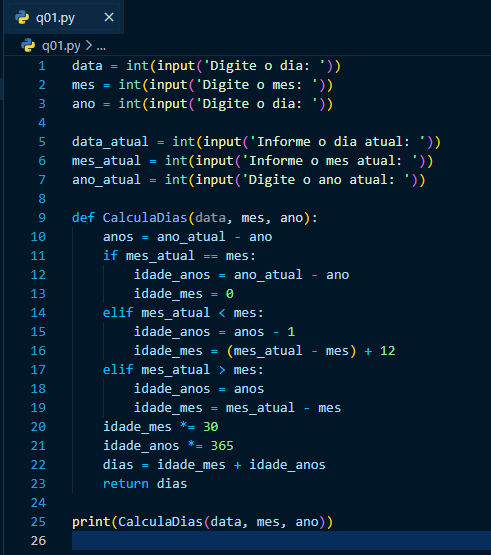 q01.py ×
q01.py > ...
1 data = int(input('Digite o dia: '))
2 mes = int(input('Digite o mes: '))
3 ano = int(input('Digite o dia: '))
4
5 data_atual = int(input('Informe o dia atual: '))
6 mes_atual = int(input('Informe o mes atual: '))
7 ano_atual = int(input('Digite o ano atual: '))
8
9 def CalculaDias(data, mes, ano):
10     anos = ano_atual - ano
11     if mes_atual == mes:
12         idade_anos = ano_atual - ano
13         idade_mes = 0
14     elif mes_atual < mes:
15         idade_anos = anos - 1
16         idade_mes = (mes_atual - mes) + 12
17     elif mes_atual > mes:
18         idade_anos = anos
19         idade_mes = mes_atual - mes
20     idade_mes *= 30
21     idade_anos *= 365
22     dias = idade_mes + idade_anos
23     return dias
24
25 print(CalculaDias(data, mes, ano))
26